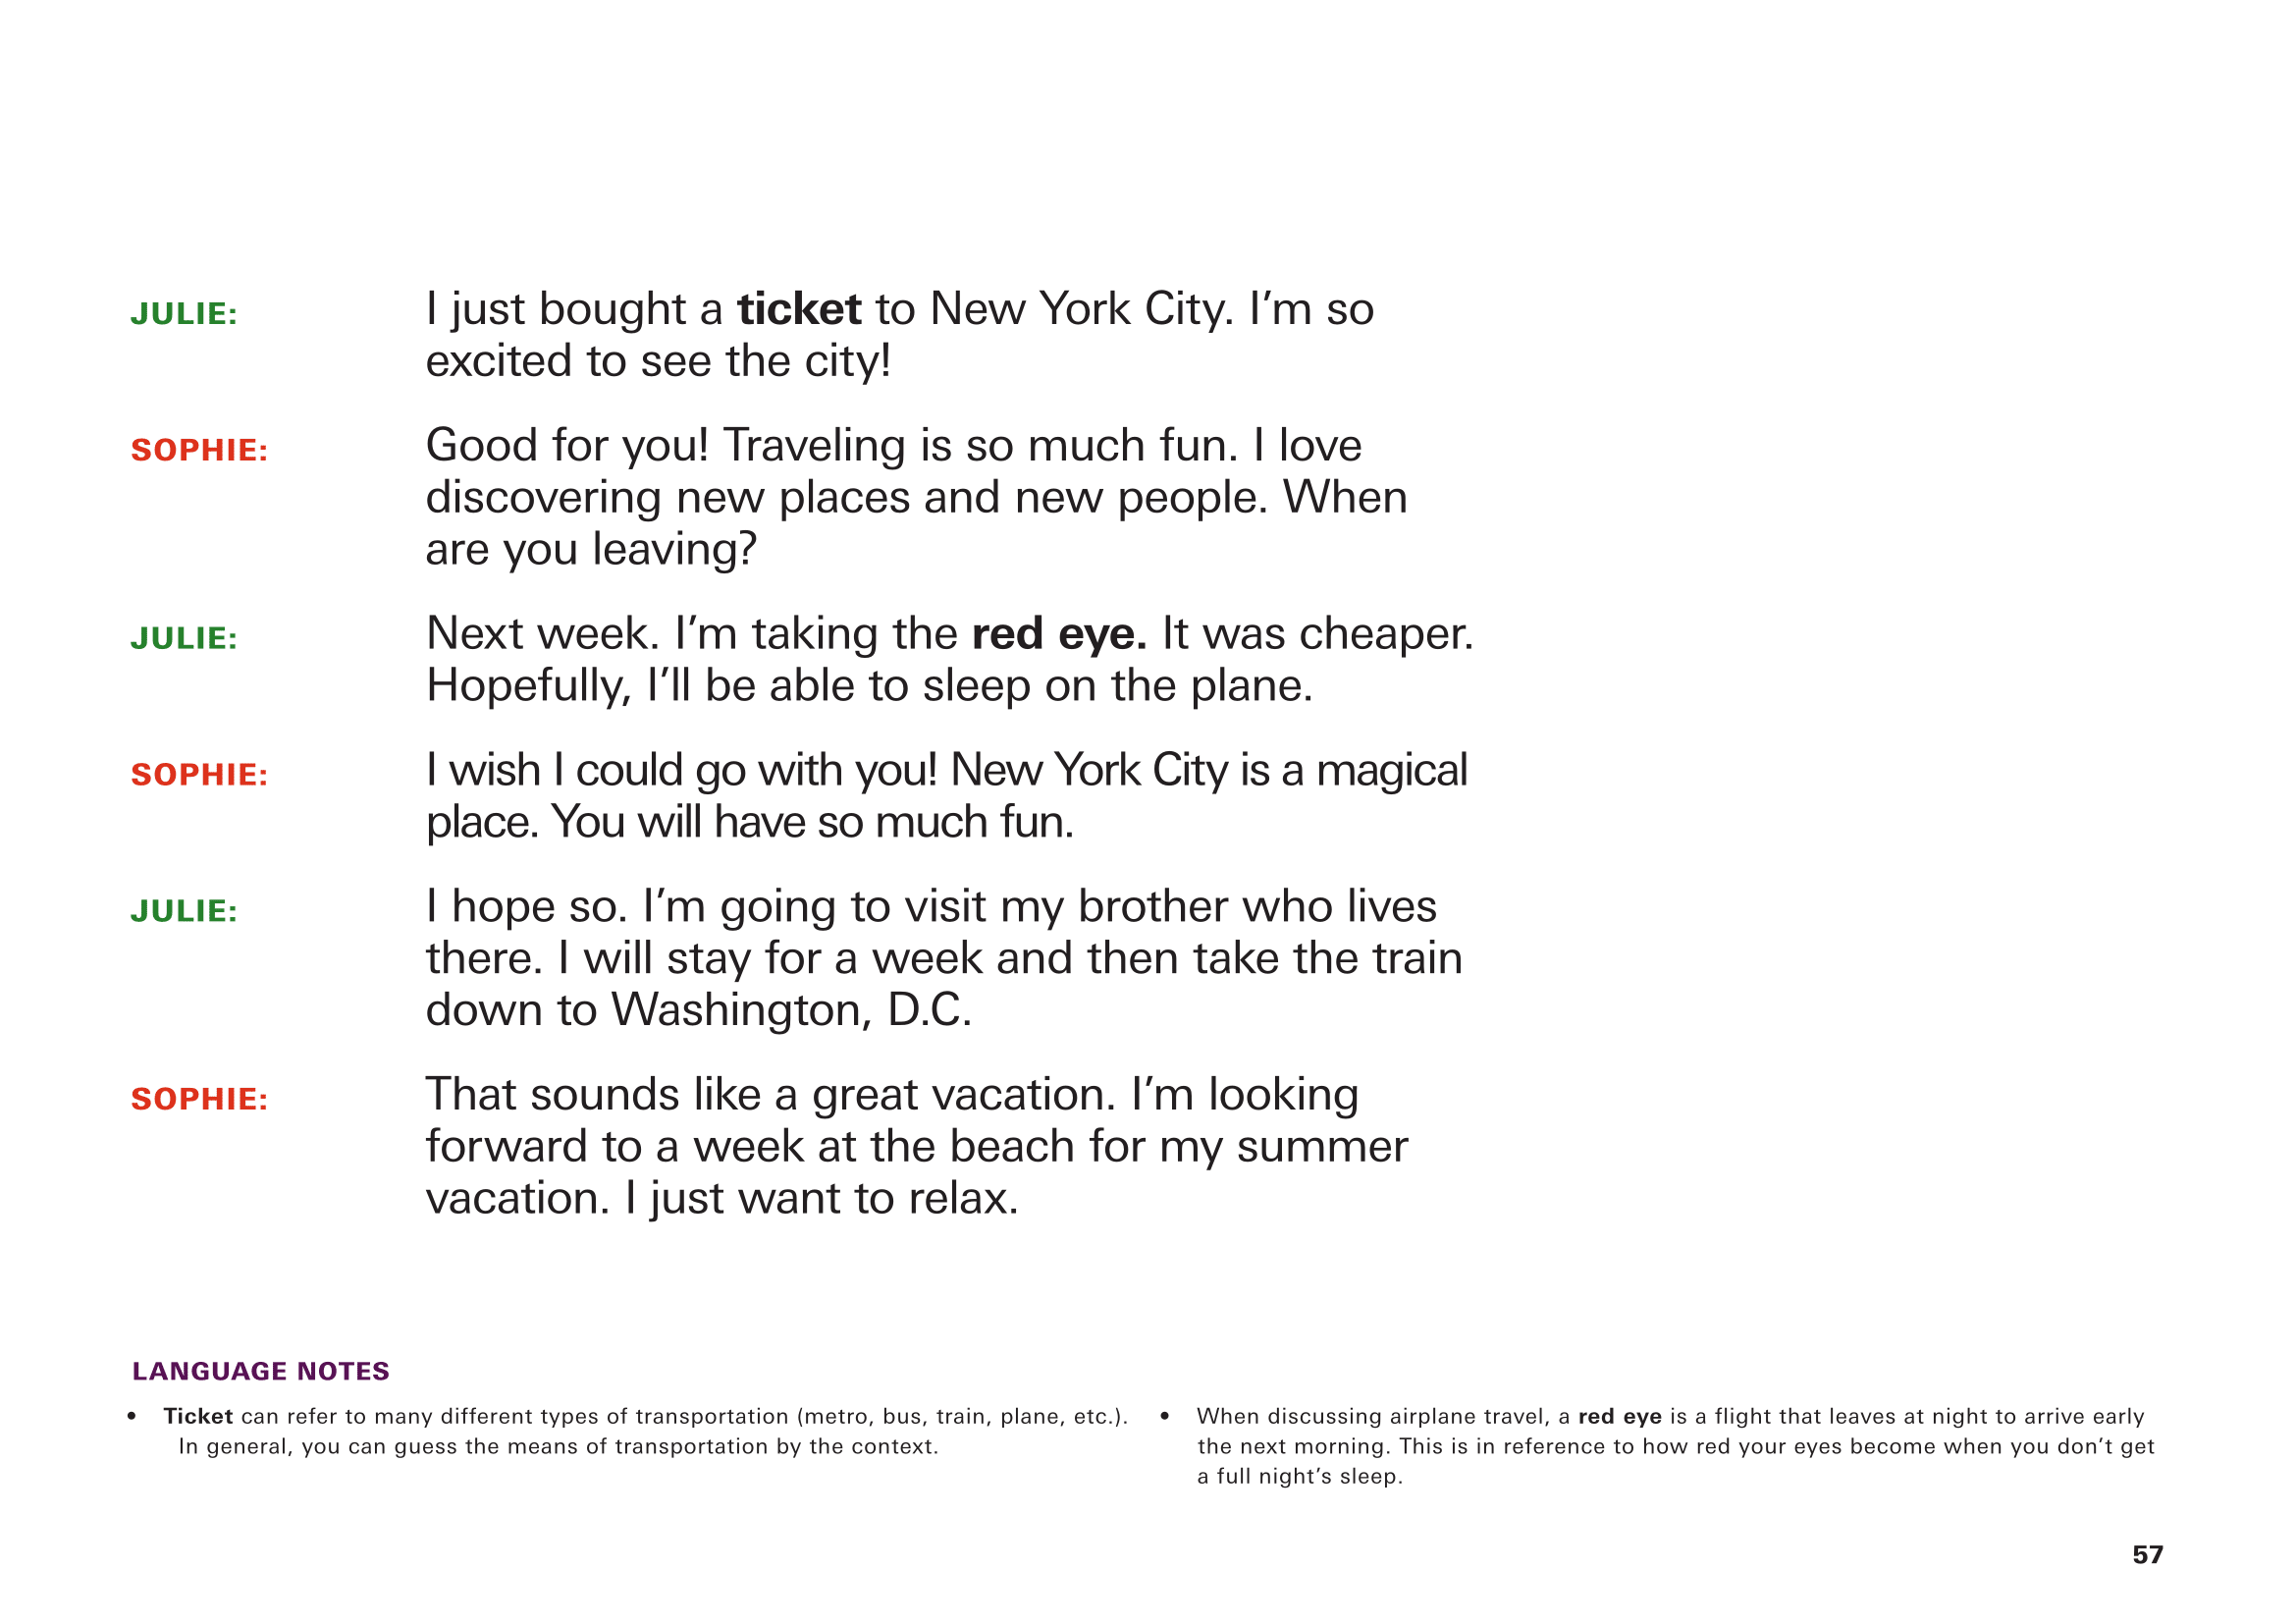 JULIE: I just bought a ticket to New York City. I’m so
excited to see the city!
SOPHIE: Good for you! Traveling is so much fun. I love
discovering new places and new people. When
are you leaving?
JULIE: Next week. I’m taking the red eye. It was cheaper.
Hopefully, I’ll be able to sleep on the plane.
SOPHIE: I wish I could go with you! New York City is a magical
place. You will have so much fun.
JULIE: I hope so. I’m going to visit my brother who lives
there. I will stay for a week and then take the train
down to Washington, D.C.
SOPHIE: That sounds like a great vacation. I’m looking
forward to a week at the beach for my summer
vacation. I just want to relax.
LANGUAGE NOTES
• Ticket can refer to many different types of transportation (metro, bus, train, plane, etc.).
In general, you can guess the means of transportation by the context.
• When discussing airplane travel, a red eye is a flight that leaves at night to arrive early
the next morning. This is in reference to how red your eyes become when you don’t get
a full night’s sleep.
57